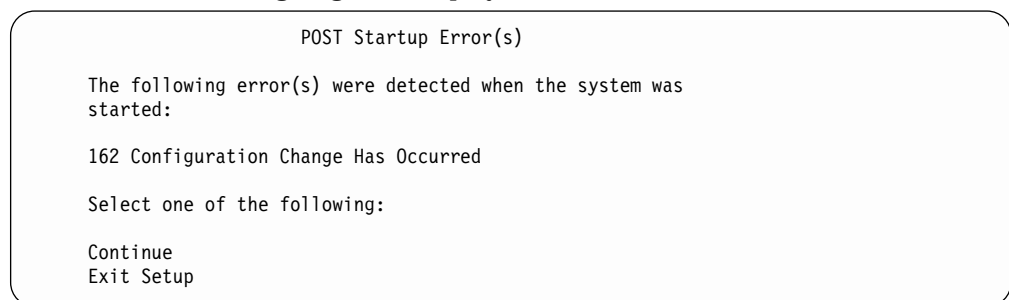 POST Startup Error(s)
The following error(s) were detected when the system was
started:
162 Configuration Change Has Occurred
Select one of the following:
Continue
Exit Setup